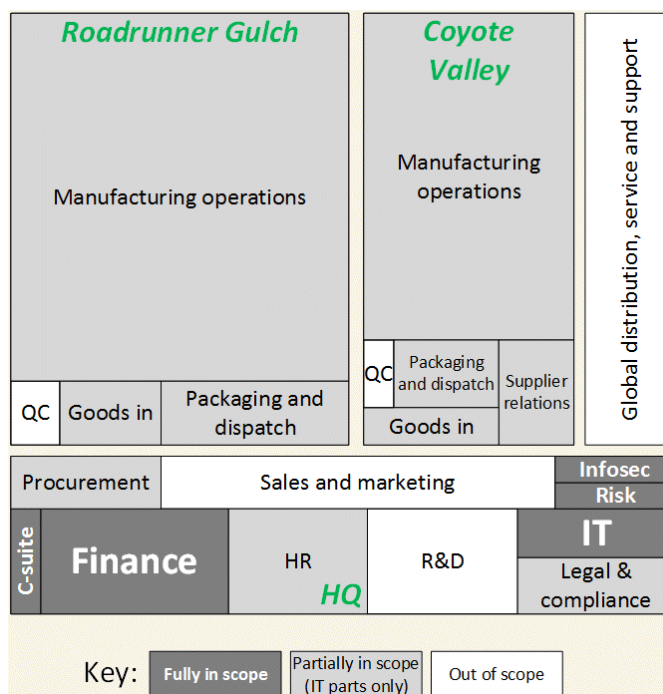 Roadrunner Gulch
Manufacturing operations
QC
Goods in
Packaging and
dispatch
Coyote
Valley
Manufacturing
operations
QC
Packaging
and dispatch
Goods in
Supplier
relations
Global distribution, service and support
Procurement
Sales and marketing
Infosec
Risk
C-suite
Finance
HR
HQ
R&D
IT
Legal &
compliance
Key:
Fully in scope
Partially in scope
(IT parts only)
Out of scope